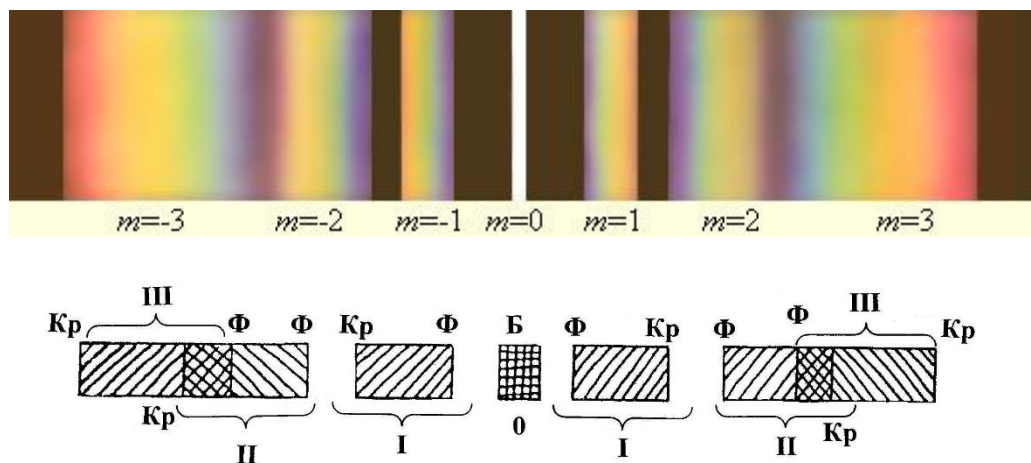 m=-3 m=-2 m=-1 m=0 m=1 m=2 m=3
III III
Кр Ф Ф Кр Ф Б Ф Кр Ф Ф Кр
Кр II I 0 I II Кр